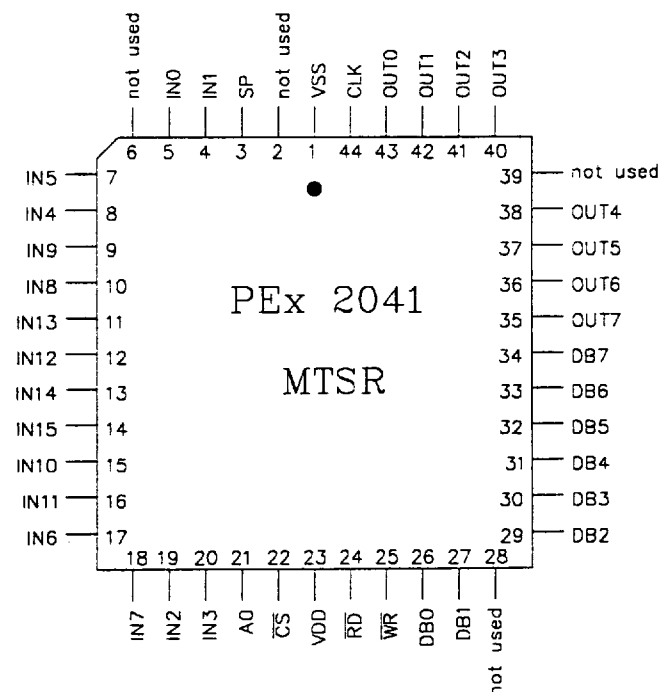 not used IN0 IN1 SP not used VSS CLK OUT0 OUT1 OUT2 OUT3
6 5 4 3 2 1 44 43 42 41 40
IN5 7 39 not used
IN4 8 38 OUT4
IN9 9 37 OUT5
IN8 10 36 OUT6
PEx 2041
IN13 11 35 OUT7
IN12 12 34 DB7
MTSR
IN14 13 33 DB6
IN15 14 32 DB5
IN10 15 31 DB4
IN11 16 30 DB3
IN6 17 29 DB2
18 19 20 21 22 23 24 25 26 27 28
IN7 IN2 IN3 A0 C̅S̅ VDD R̅D̅ W̅R̅ DB0 DB1 not used